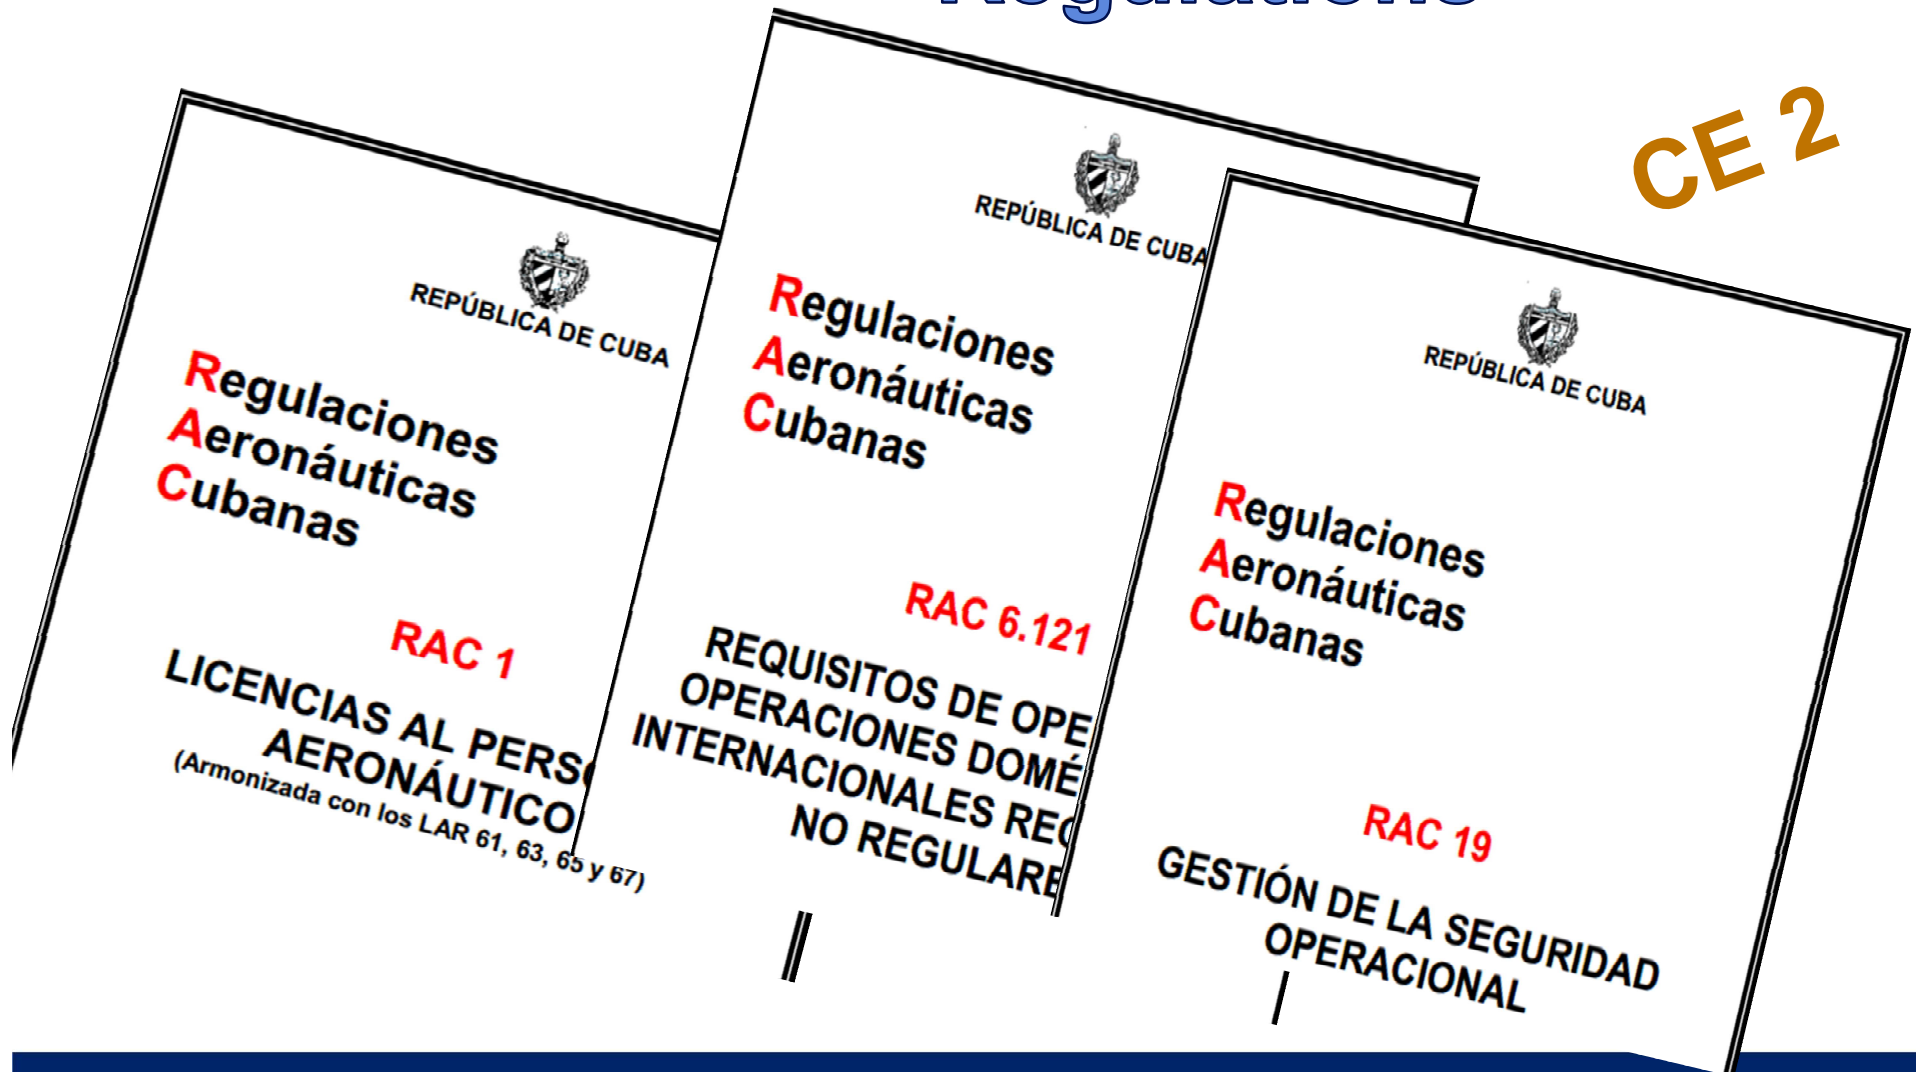 Regulations
CE 2
REPÚBLICA DE CUBA
Regulaciones
Aeronáuticas
Cubanas
RAC 1
LICENCIAS AL
AERONÁUTICO
(Armonizada con los LAR 61, 63, 65 y 67)
REPÚBLICA DE CUBA
Regulaciones
Aeronáuticas
Cubanas
RAC 6.121
REQUISITOS DE
OPERACIONES
INTERNACIONALES
NO
REPÚBLICA DE CUBA
Regulaciones
Aeronáuticas
Cubanas
RAC 19
GESTIÓN DE LA SEGURIDAD
OPERACIONAL